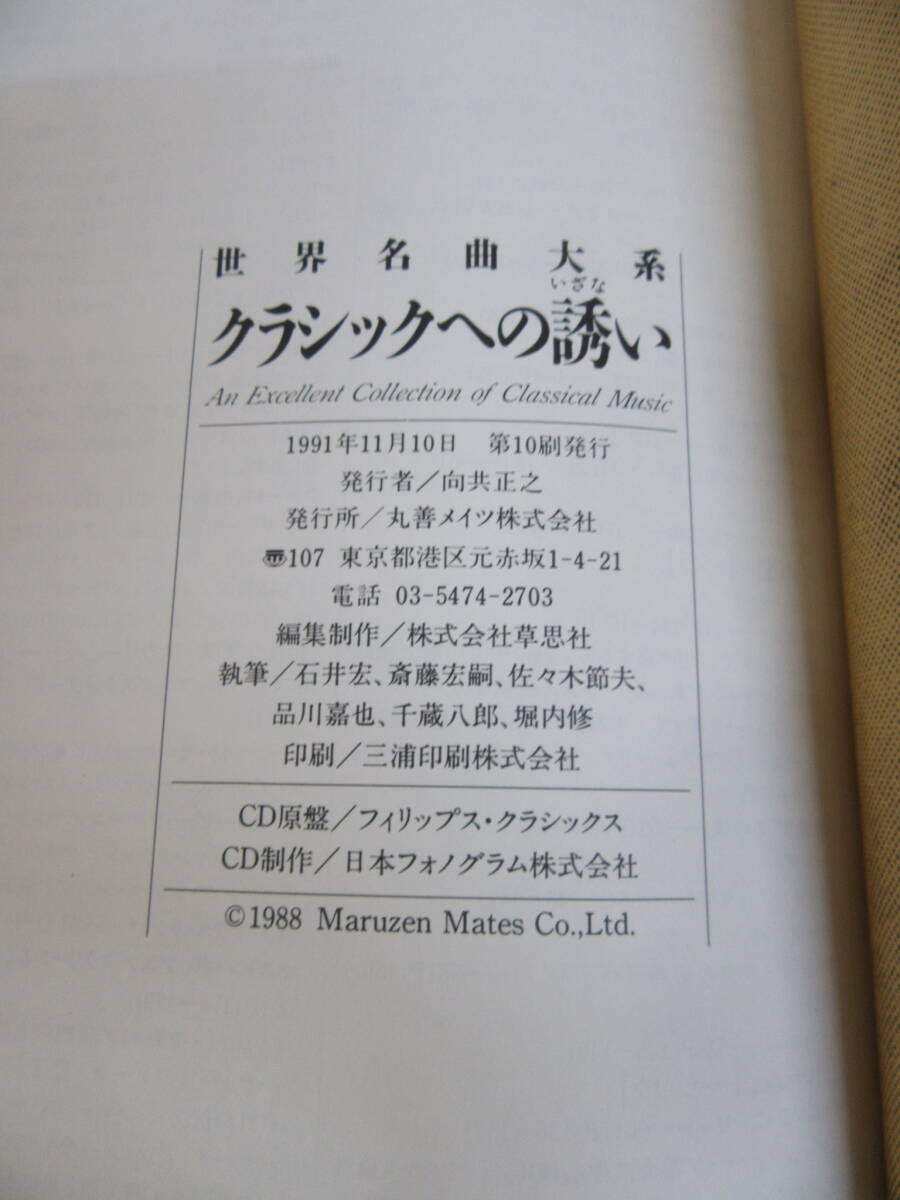 世界名曲大系
いざな
クラシックへの誘い
An Excellent Collection of Classical Music
1991年11月10日 第10刷発行
発行者／向共正之
発行所／丸善メイツ株式会社
〠107 東京都港区元赤坂1-4-21
電話 03-5474-2703
編集制作／株式会社草思社
執筆／石井宏、斎藤宏嗣、佐々木節夫、
品川嘉也、千蔵八郎、堀内修
印刷／三浦印刷株式会社
CD原盤／フィリップス・クラシックス
CD制作／日本フォノグラム株式会社
©1988 Maruzen Mates Co.,Ltd.